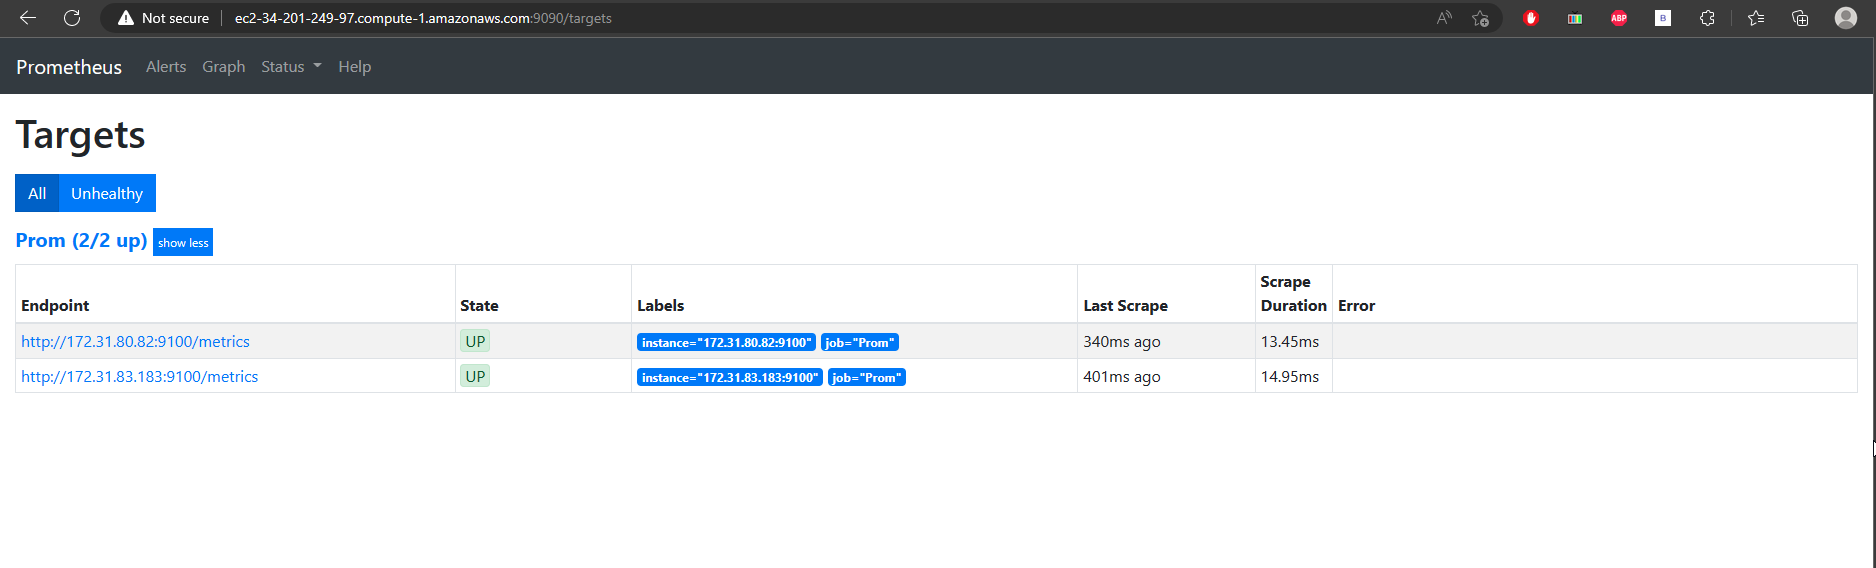 Not secure ec2-34-201-249-97.compute-1.amazonaws.com:9090/targets
A ABP B
Prometheus Alerts Graph Status Help
Targets
All Unhealthy
Prom (2/2 up) show less
Endpoint State Labels Last Scrape Scrape Duration Error
http://172.31.80.82:9100/metrics UP instance="172.31.80.82:9100" job="Prom" 340ms ago 13.45ms
http://172.31.83.183:9100/metrics UP instance="172.31.83.183:9100" job="Prom" 401ms ago 14.95ms